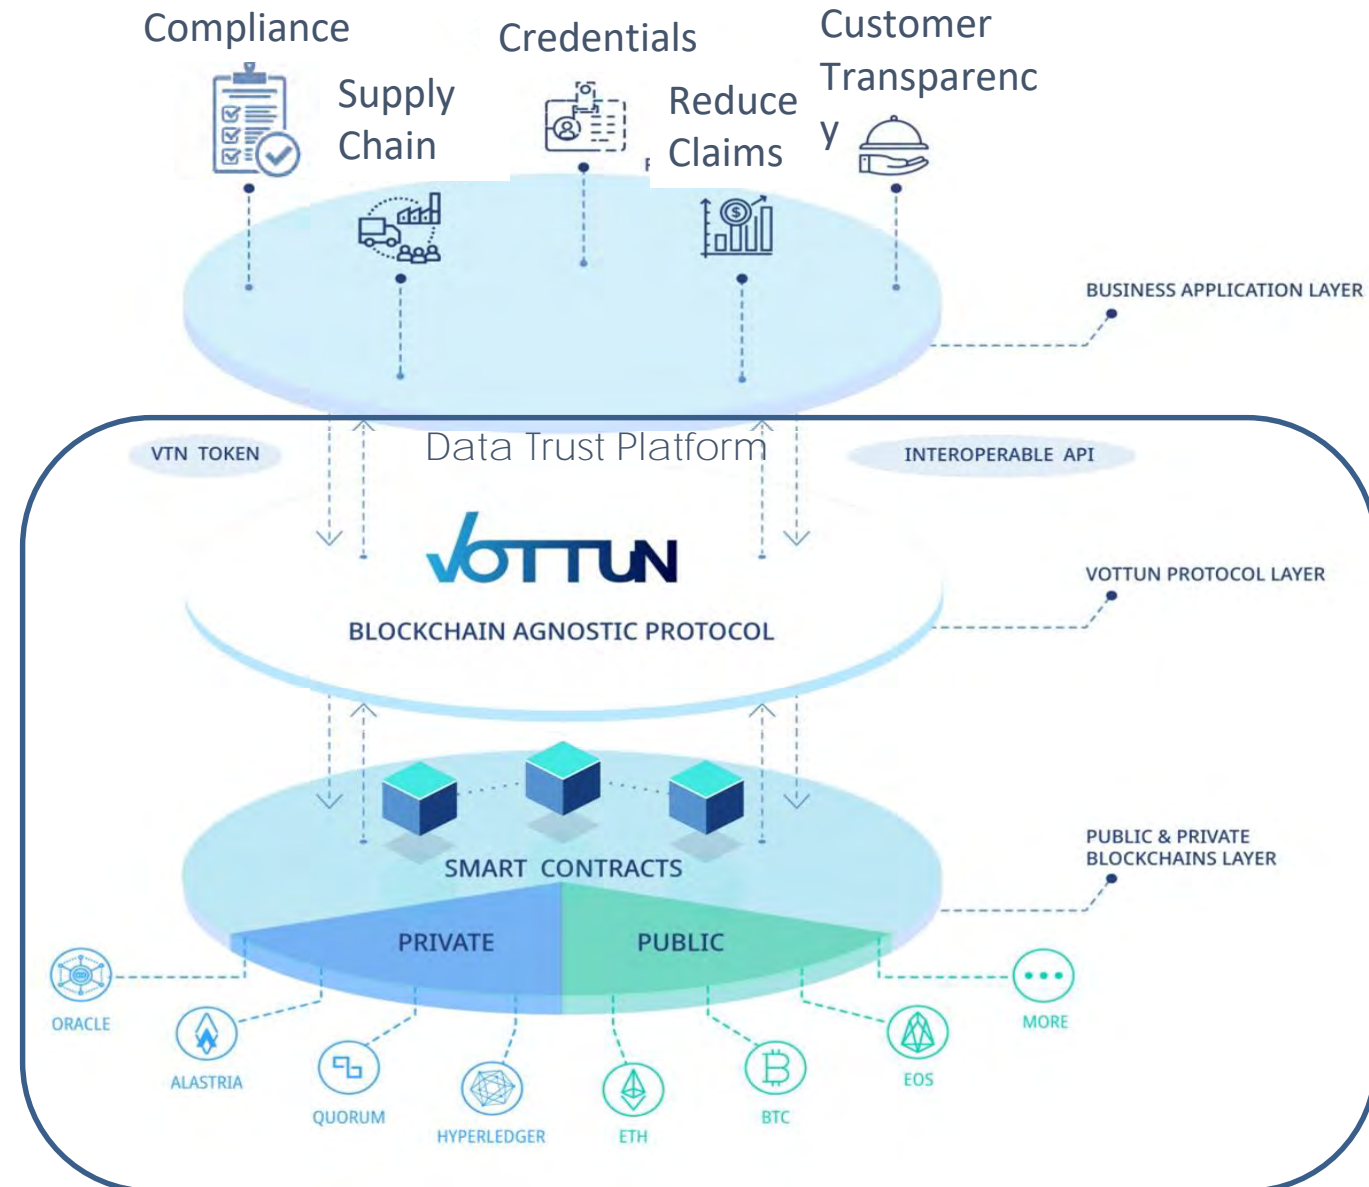 Compliance
Credentials
Customer
Transparenc
y
Supply
Chain
Reduce
Claims
BUSINESS APPLICATION LAYER
Data Trust Platform
VTN TOKEN
INTEROPERABLE API
VOTTUN
BLOCKCHAIN AGNOSTIC PROTOCOL
VOTTUN PROTOCOL LAYER
SMART CONTRACTS
PUBLIC & PRIVATE
BLOCKCHAINS LAYER
PRIVATE
PUBLIC
ORACLE
ALASTRIA
QUORUM
HYPERLEDGER
ETH
BTC
EOS
MORE